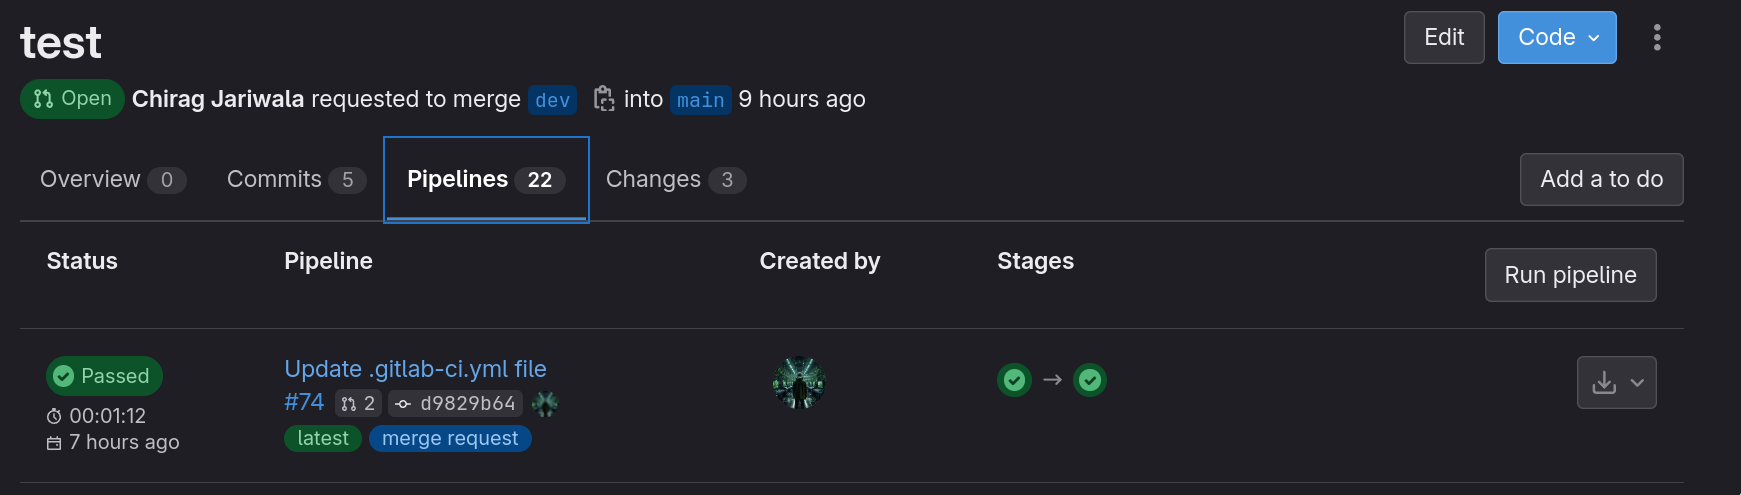 test
Edit
Code
Open Chirag Jariwala requested to merge dev into main 9 hours ago
Overview 0 Commits 5 Pipelines 22 Changes 3
Add a to do
Status Pipeline Created by Stages
Run pipeline
Passed
00:01:12
7 hours ago
Update .gitlab-ci.yml file
#74 2 d9829b64
latest merge request